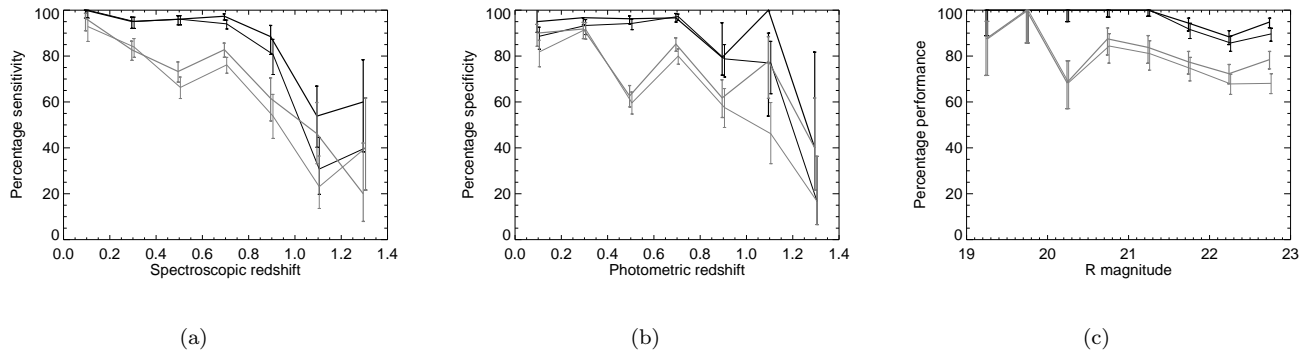 Percentage sensitivity
100
80
60
40
20
0
0.0 0.2 0.4 0.6 0.8 1.0 1.2 1.4
Spectroscopic redshift
(a)
Percentage specificity
100
80
60
40
20
0
0.0 0.2 0.4 0.6 0.8 1.0 1.2 1.4
Photometric redshift
(b)
Percentage performance
100
80
60
40
20
0
19 20 21 22 23
R magnitude
(c)